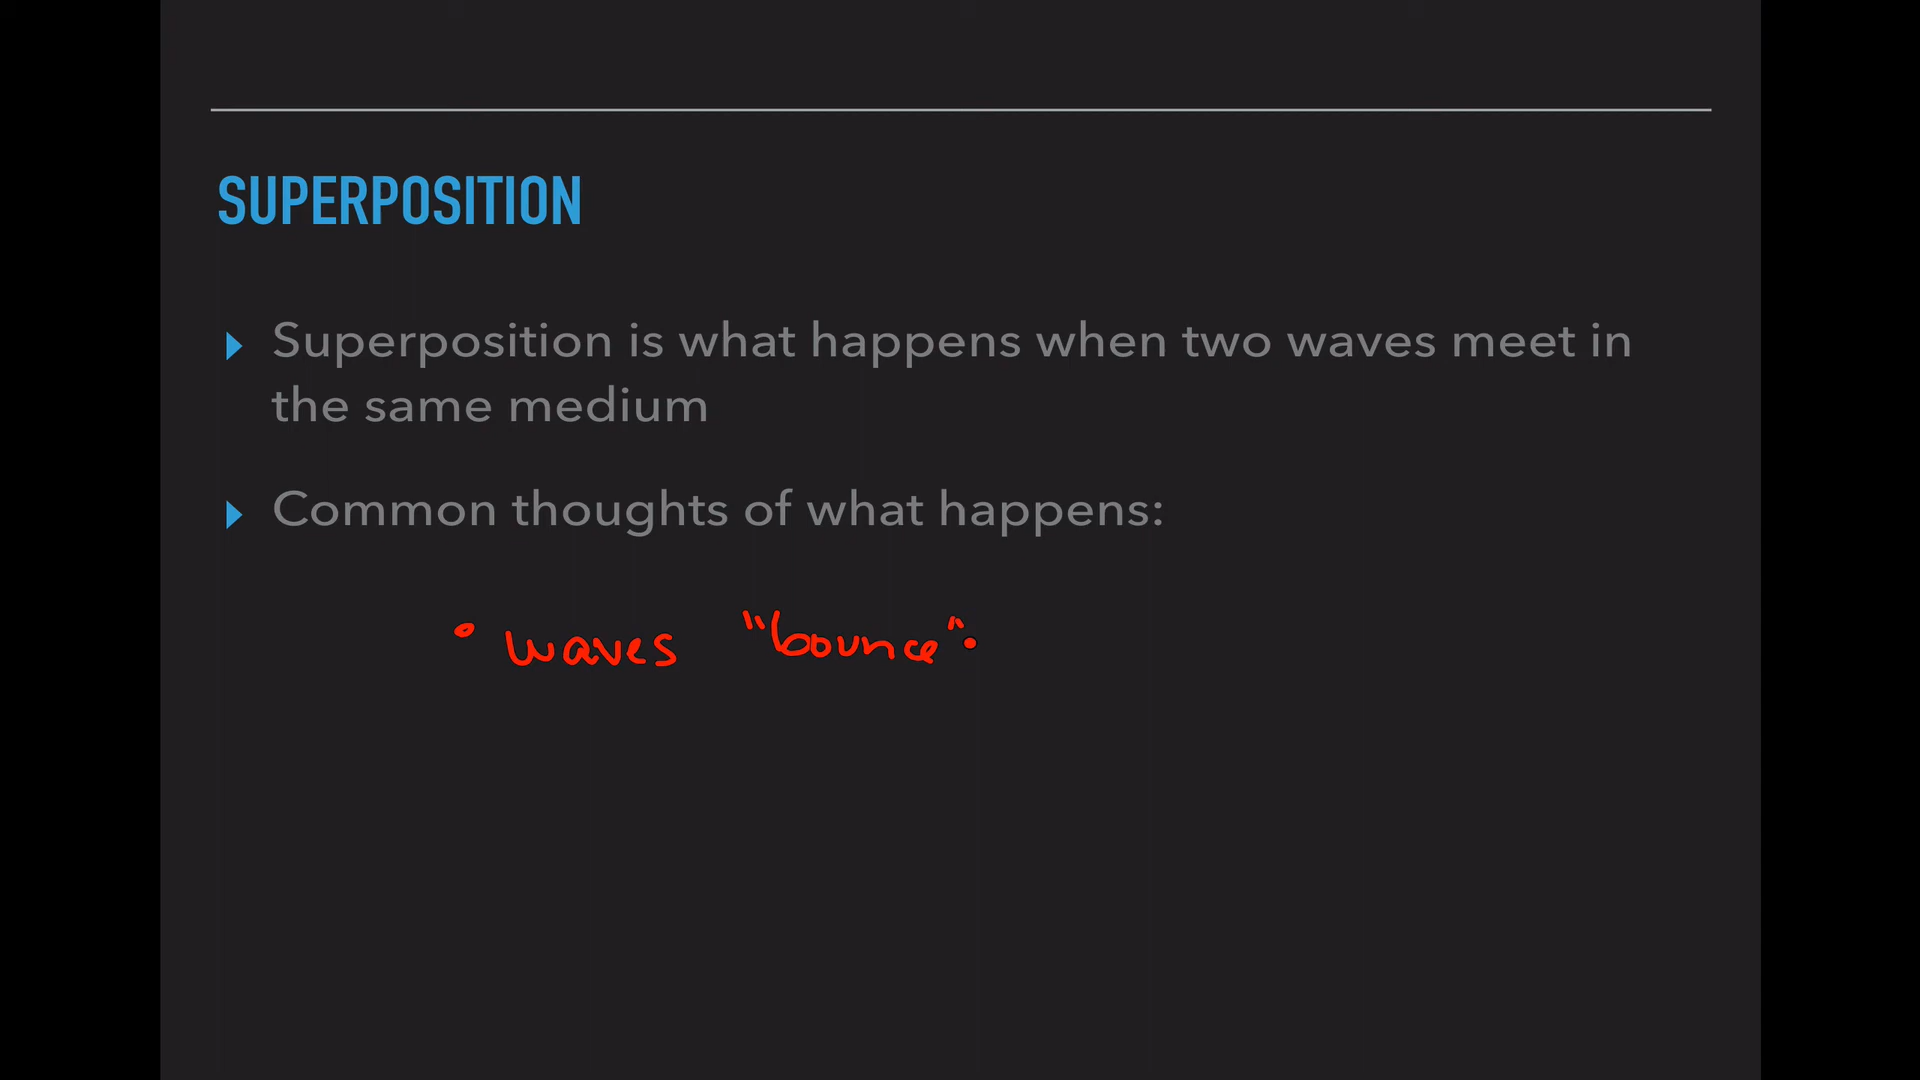 SUPERPOSITION
Superposition is what happens when two waves meet in
the same medium
Common thoughts of what happens:
• waves "bounce"